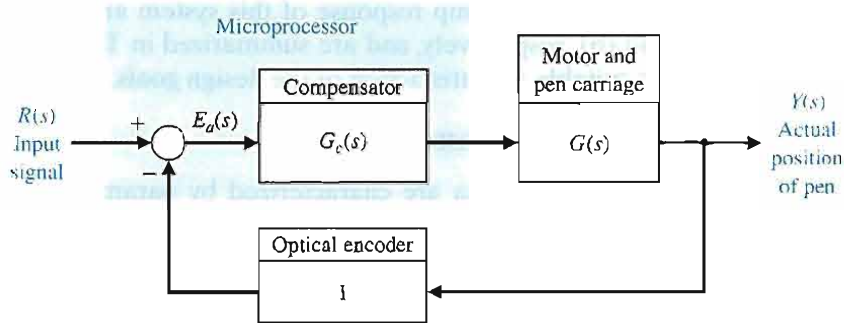 Microprocessor
Motor and
pen carriage
Compensator
R(s)
Input
signal
+
−
E_a(s)
G_c(s)
G(s)
Y(s)
Actual
position
of pen
Optical encoder
1